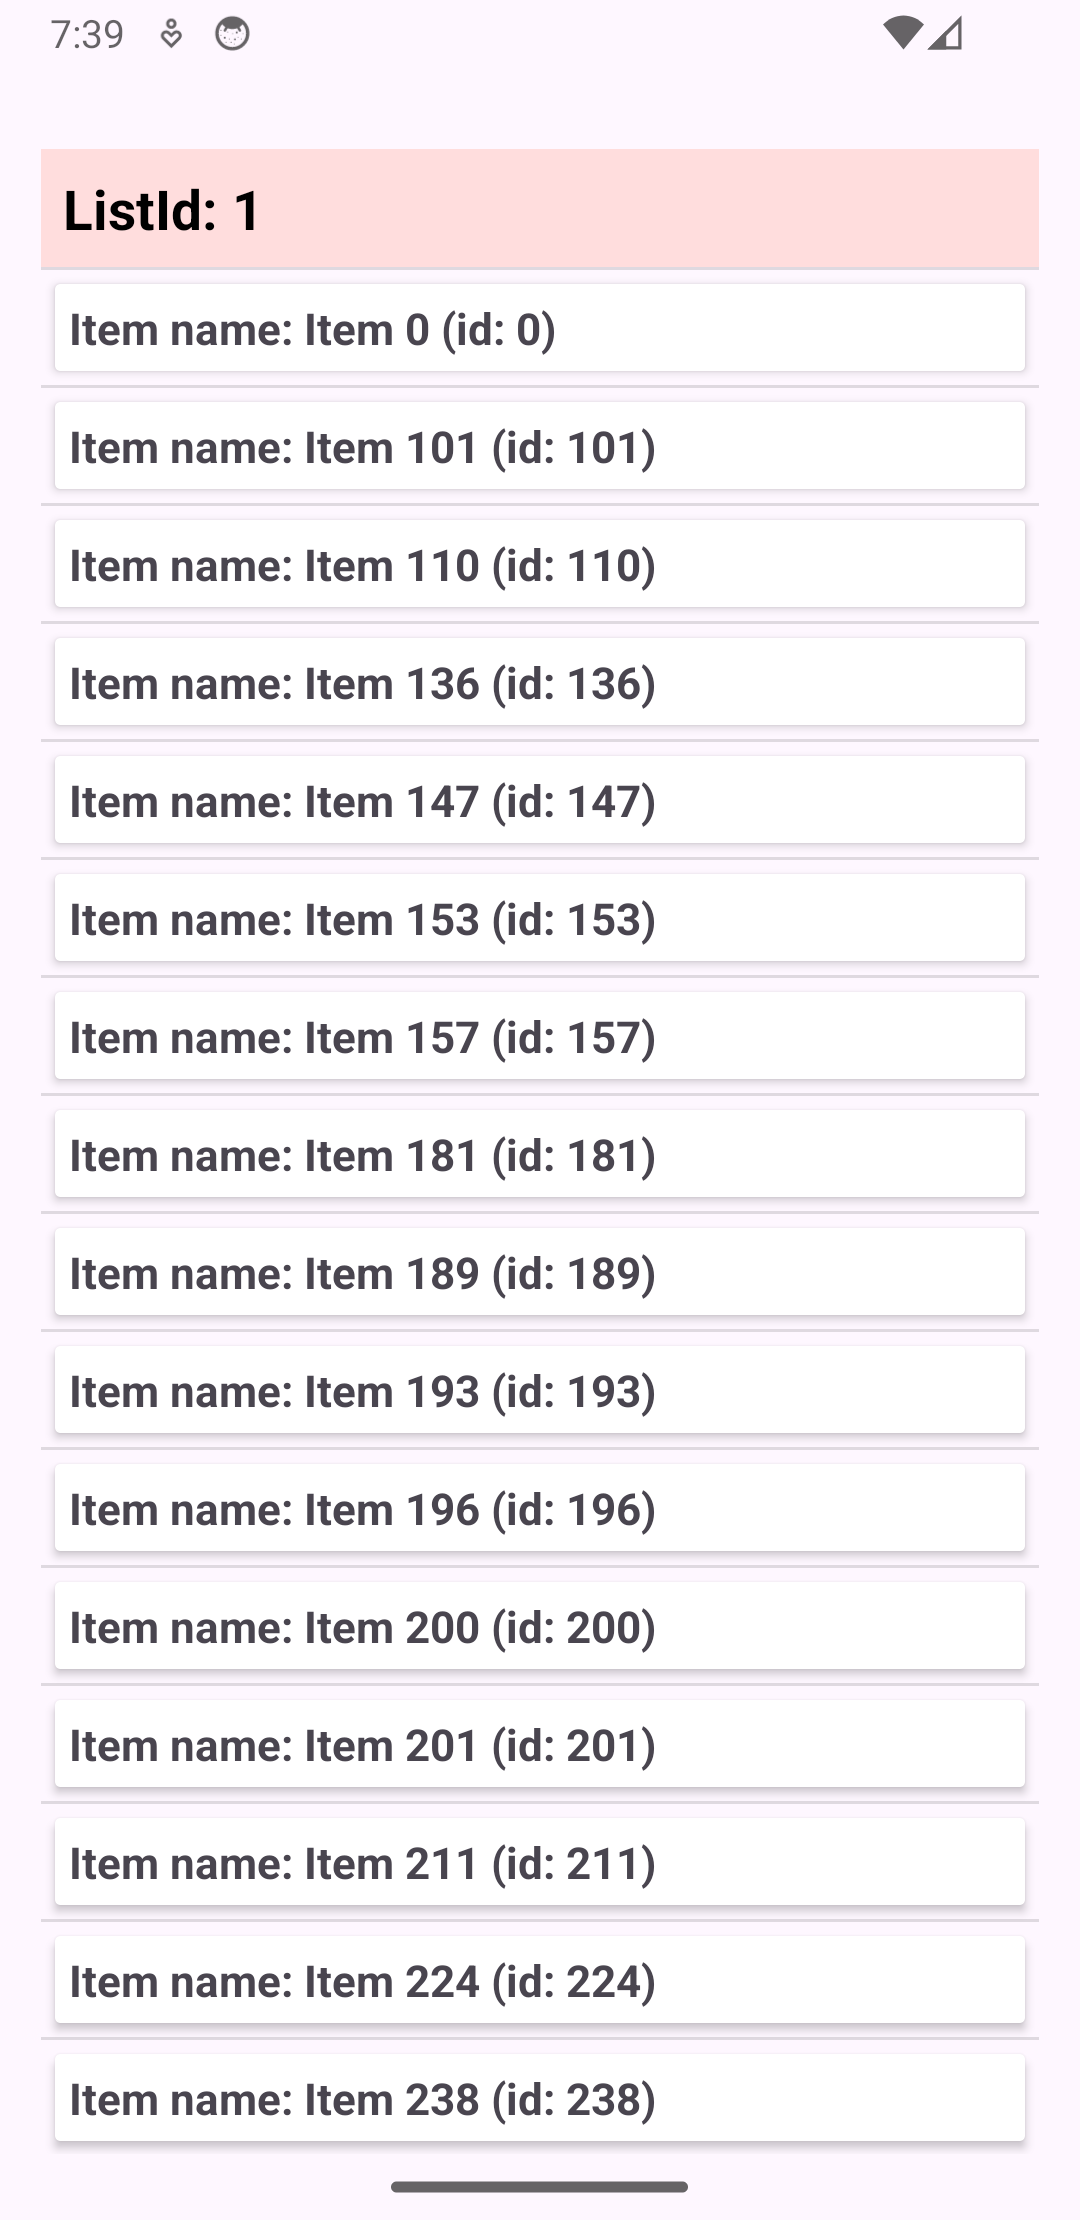 7:39
ListId: 1
Item name: Item 0 (id: 0)
Item name: Item 101 (id: 101)
Item name: Item 110 (id: 110)
Item name: Item 136 (id: 136)
Item name: Item 147 (id: 147)
Item name: Item 153 (id: 153)
Item name: Item 157 (id: 157)
Item name: Item 181 (id: 181)
Item name: Item 189 (id: 189)
Item name: Item 193 (id: 193)
Item name: Item 196 (id: 196)
Item name: Item 200 (id: 200)
Item name: Item 201 (id: 201)
Item name: Item 211 (id: 211)
Item name: Item 224 (id: 224)
Item name: Item 238 (id: 238)